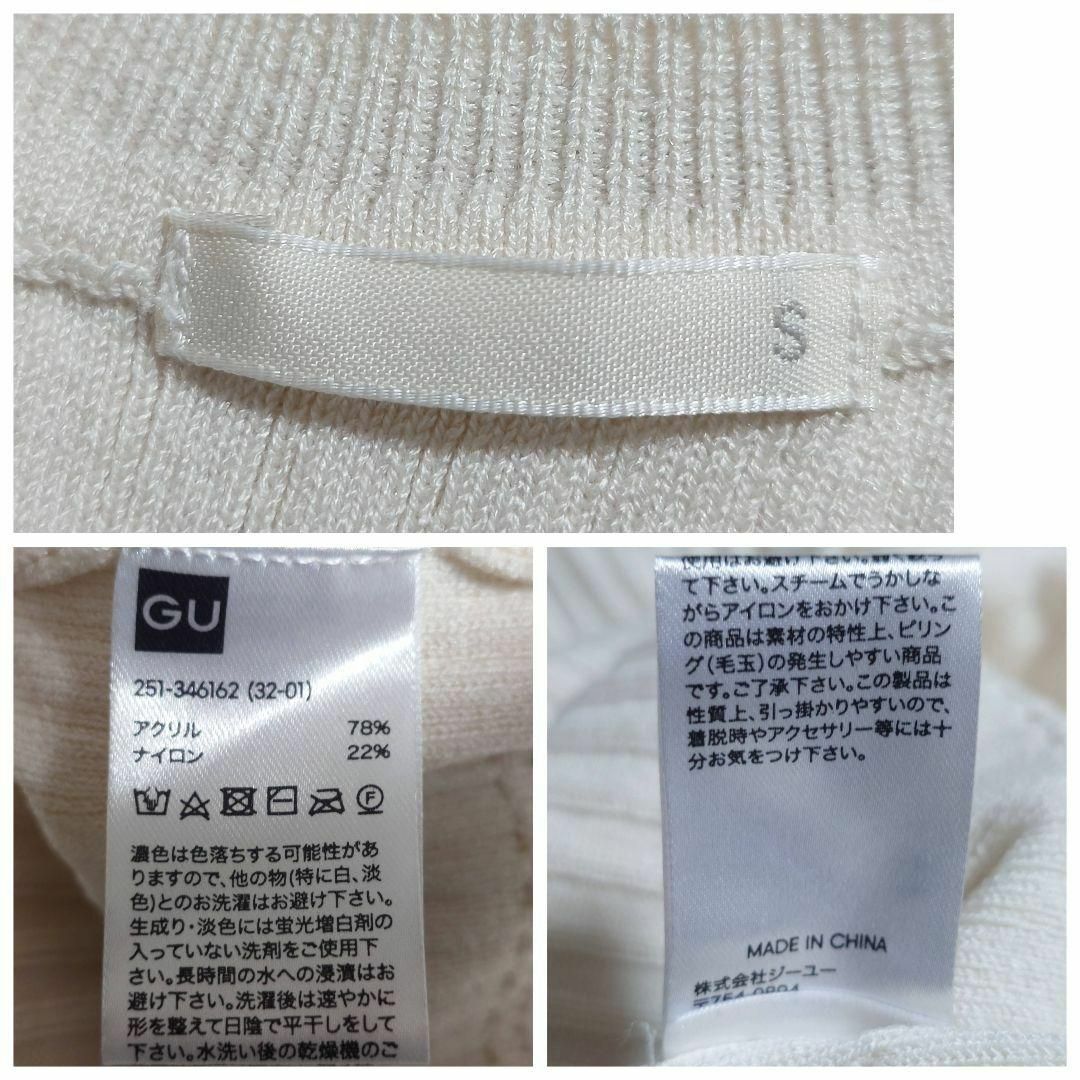 S
GU
251-346162 (32-01)
アクリル 78%
ナイロン 22%
濃色は色落ちする可能性があ
りますので、他の物(特に白、淡
色)とのお洗濯はお避け下さい。
生成り・淡色には蛍光増白剤の
入っていない洗剤をご使用下
さい。長時間の水への浸漬はお
避け下さい。洗濯後は速やかに
形を整えて日陰で平干しをして
下さい。水洗い後の乾燥機のご
使用はお避け下さい。
て下さい。スチームでうかしな
がらアイロンをおかけ下さい。こ
の商品は素材の特性上、ピリン
グ(毛玉)の発生しやすい商品
です。ご了承下さい。この製品は
性質上、引っ掛かりやすいので、
着脱時やアクセサリー等には十
分お気をつけ下さい。
MADE IN CHINA
株式会社ジーユー
〒754-0894